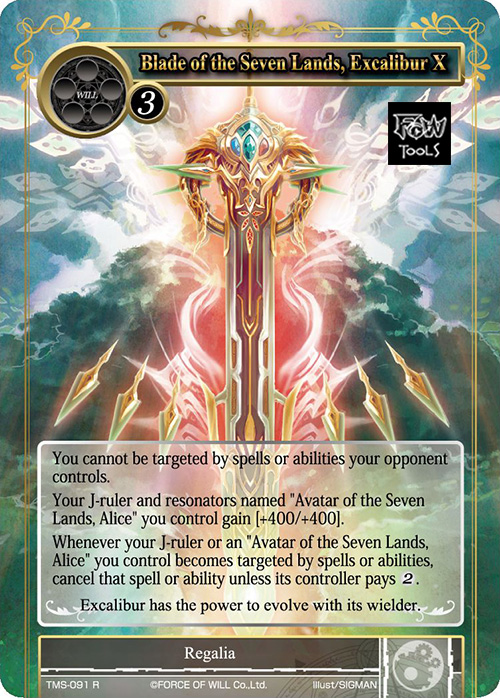 Blade of the Seven Lands, Excalibur X
WILL
3
FOW
TOOLS
You cannot be targeted by spells or abilities your opponent
controls.
Your J-ruler and resonators named "Avatar of the Seven
Lands, Alice" you control gain [+400/+400].
Whenever your J-ruler or an "Avatar of the Seven Lands,
Alice" you control becomes targeted by spells or abilities,
cancel that spell or ability unless its controller pays 2.
Excalibur has the power to evolve with its wielder.
Regalia
TMS-091 R ©FORCE OF WILL Co.,Ltd. Illust/SIGMAN